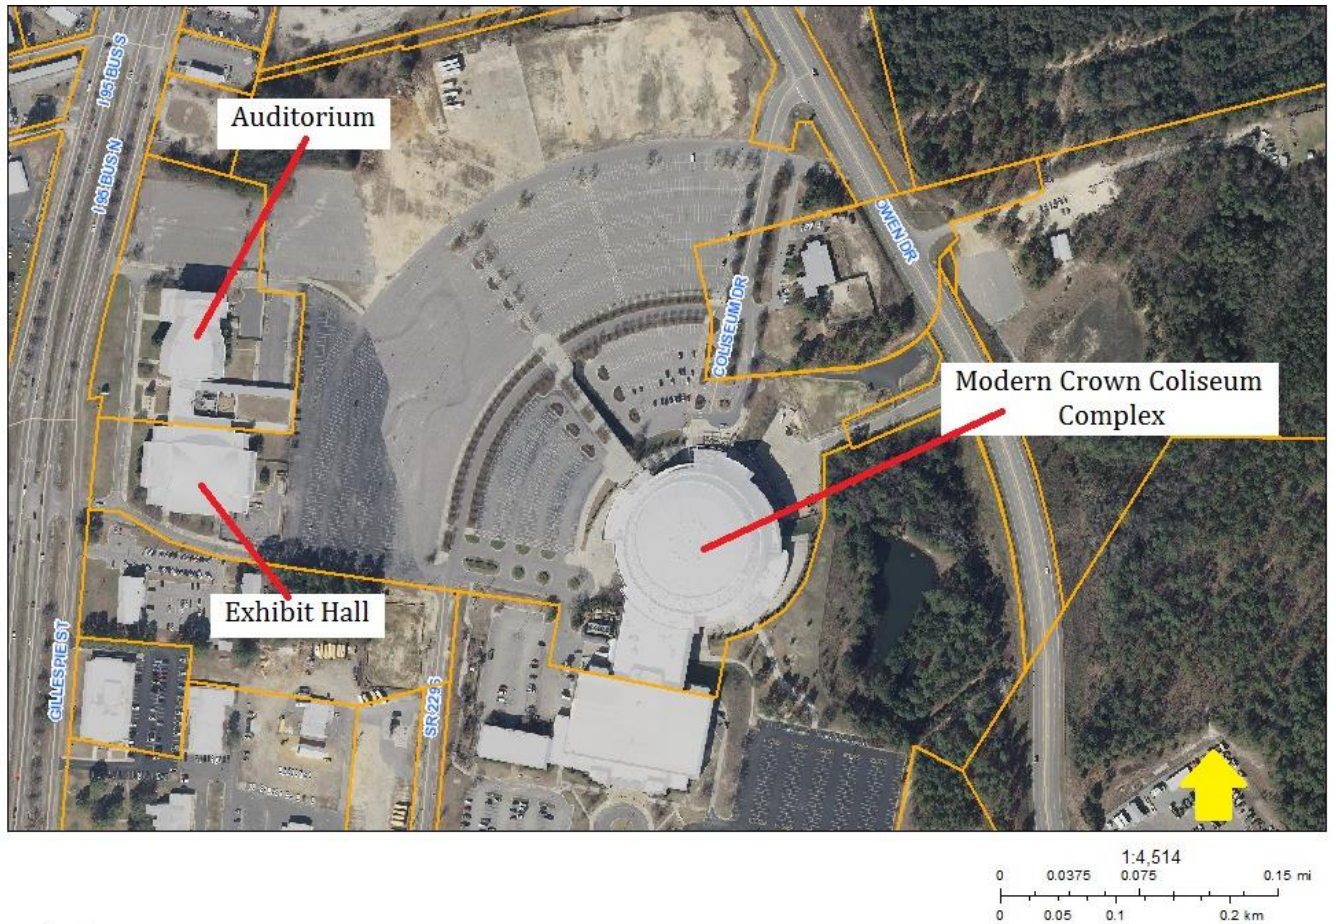 I 95 BUS S
Auditorium
I 95 BUS N
OWEN DR
COLISEUM DR
Modern Crown Coliseum
Complex
Exhibit Hall
GILLESPIE ST
SR 2296
1:4,514
0 0.0375 0.075 0.15 mi
0 0.05 0.1 0.2 km